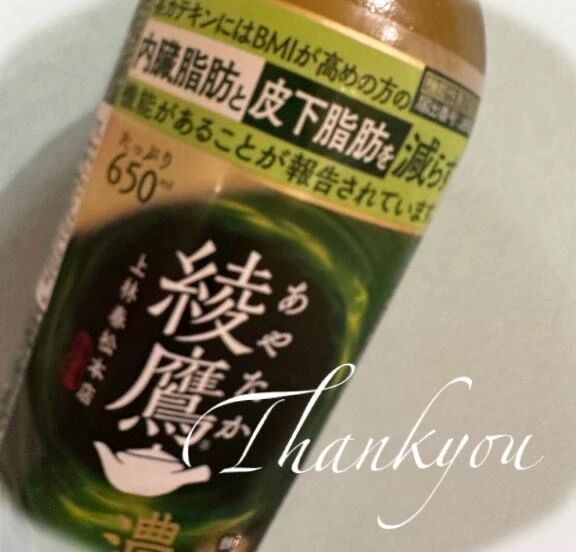 カテキンにはBMIが高めの方の
内臓脂肪と皮下脂肪を減らす
機能があることが報告されています
たっぷり
650ml
あやたか
綾鷹
上林春松本店
濃
Thankyou